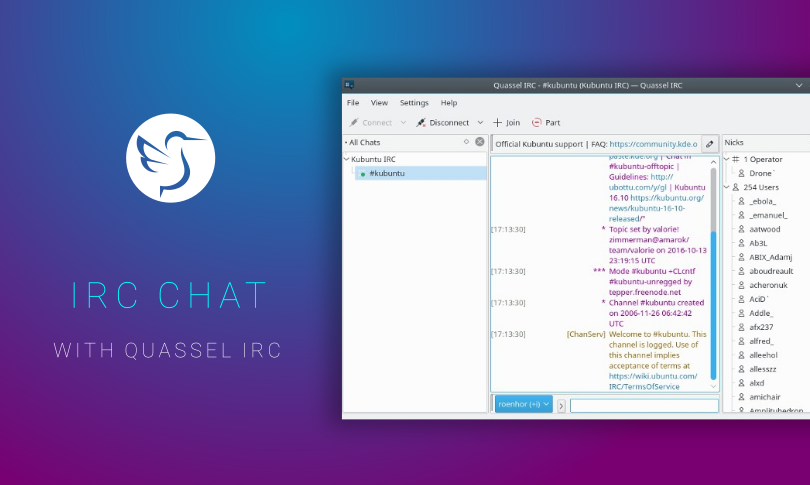 IRC CHAT
WITH QUASSEL IRC
Quassel IRC - #kubuntu (Kubuntu IRC) — Quassel IRC
File View Settings Help
Connect Disconnect Join Part
All Chats
Kubuntu IRC
#kubuntu
Official Kubuntu support | FAQ: https://community.kde.o
paste.kde.org | Chat in
#kubuntu-offtopic |
Guidelines: http://
ubottu.com/y/gl | Kubuntu
16.10 https://kubuntu.org/
news/kubuntu-16-10-
released/"
[17:13:30] * Topic set by valorie!
zimmerman@amarok/
team/valorie on 2016-10-13
23:19:15 UTC
[17:13:30] *** Mode #kubuntu +CLcntf
#kubuntu-unregged by
tepper.freenode.net
[17:13:30] * Channel #kubuntu created
on 2006-11-26 06:42:42
UTC
[17:13:30] [ChanServ] Welcome to #kubuntu. This
channel is logged. Use of
this channel implies
acceptance of terms at
https://wiki.ubuntu.com/
IRC/TermsOfService
roenhor (+i)
Nicks
1 Operator
Drone`
254 Users
_ebola_
_emanuel_
aatwood
Ab3L
ABIX_Adamj
aboudreault
acheronuk
AciD`
Addle_
afx237
alfred_
alleehol
allesszz
alxd
amichair
Amplitubedron